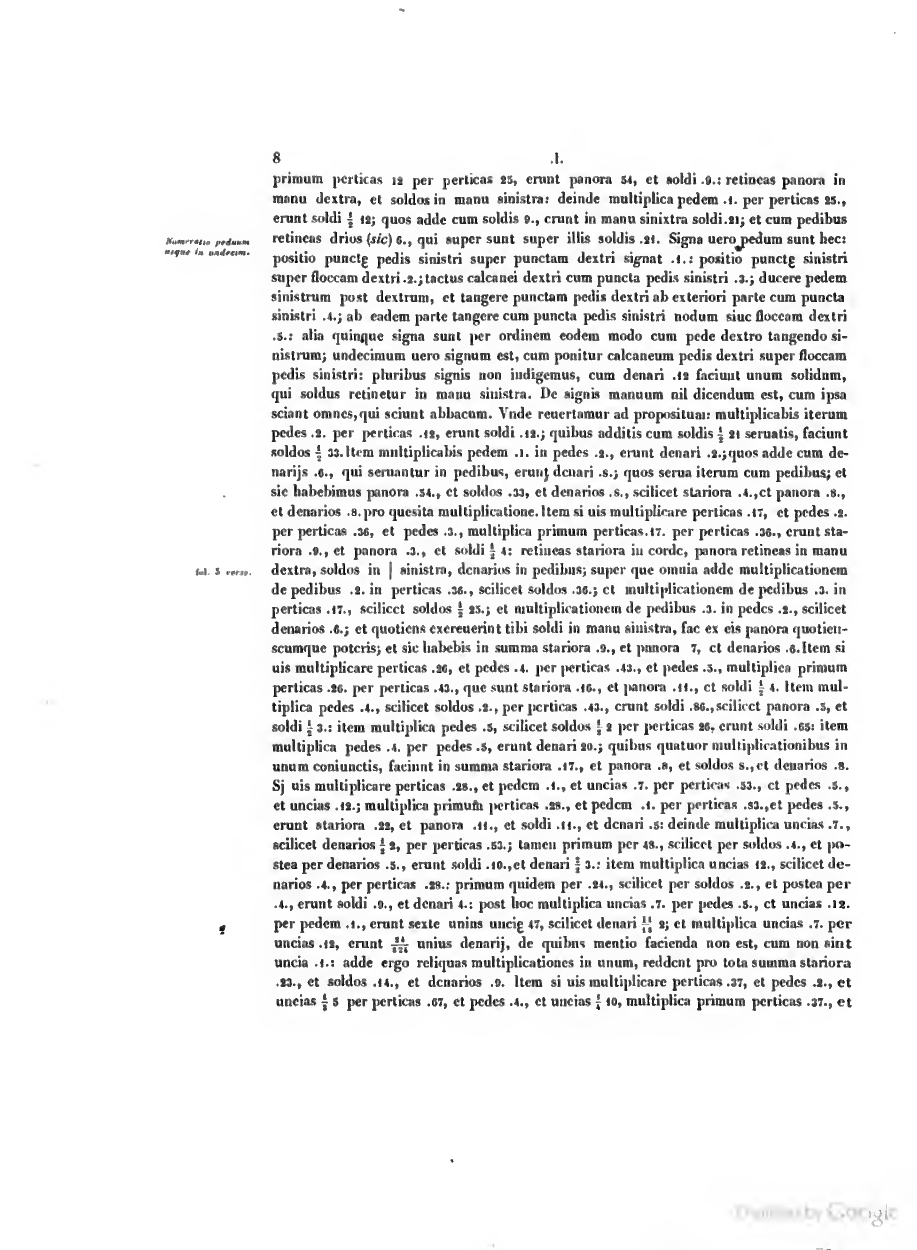 8 .I.
primum perticas 12 per perticas 25, erunt panora 54, et soldi .9.: retineas panora in
manu dextra, et soldos in manu sinistra: deinde multiplica pedem .1. per perticas 25.,
erunt soldi ½ 12; quos adde cum soldis 9., erunt in manu sinixtra soldi.21; et cum pedibus
Numeratio pedum
usque in undecim.
retineas drios (sic) 6., qui super sunt super illis soldis .21. Signa uero pedum sunt hec:
positio punctę pedis sinistri super punctam dextri signat .1.: positio punctę sinistri
super floccam dextri .2.; tactus calcanei dextri cum puncta pedis sinistri .3.; ducere pedem
sinistrum post dextrum, et tangere punctam pedis dextri ab exteriori parte cum puncta
sinistri .4.; ab eadem parte tangere cum puncta pedis sinistri nodum siue floccam dextri
.5.: alia quinque signa sunt per ordinem eodem modo cum pede dextro tangendo si-
nistrum; undecimum uero signum est, cum ponitur calcaneum pedis dextri super floccam
pedis sinistri: pluribus signis non indigemus, cum denari .12 faciunt unum solidum,
qui soldus retinetur in manu sinistra. De signis manuum nil dicendum est, cum ipsa
sciant omnes, qui sciunt abbacum. Vnde reuertamur ad propositum: multiplicabis iterum
pedes .2. per perticas .12, erunt soldi .12.; quibus additis cum soldis ½ 21 seruatis, faciunt
soldos ½ 33. Item multiplicabis pedem .1. in pedes .2., erunt denari .2.; quos adde cum de-
narijs .6., qui seruantur in pedibus, erunt denari .8.; quos serua iterum cum pedibus; et
sic habebimus panora .54., et soldos .33, et denarios .8., scilicet stariora .4., et panora .8.,
et denarios .8. pro quesita multiplicatione. Item si uis multiplicare perticas .17, et pedes .2.
per perticas .36, et pedes .3., multiplica primum perticas.17. per perticas .36., erunt sta-
riora .9., et panora .3., et soldi ½ 4: retineas stariora in corde, panora retineas in manu
fol. 5 verso.
dextra, soldos in | sinistra, denarios in pedibus; super que omnia adde multiplicationem
de pedibus .2. in perticas .36., scilicet soldos .36.; et multiplicationem de pedibus .3. in
perticas .17., scilicet soldos ½ 25.; et multiplicationem de pedibus .3. in pedes .2., scilicet
denarios .6.; et quotiens excreuerint tibi soldi in manu sinistra, fac ex eis panora quotien-
scumque poteris; et sic habebis in summa stariora .9., et panora 7, et denarios .6. Item si
uis multiplicare perticas .26, et pedes .4. per perticas .43., et pedes .5., multiplica primum
perticas .26. per perticas .43., que sunt stariora .16., et panora .11., et soldi ½ 4. Item mul-
tiplica pedes .4., scilicet soldos .2., per perticas .43., erunt soldi .86., scilicet panora .5, et
soldi ½ 3.: item multiplica pedes .5, scilicet soldos ½ 2 per perticas 26, erunt soldi .65: item
multiplica pedes .4. per pedes .5, erunt denari 20.; quibus quatuor multiplicationibus in
unum coniunctis, faciunt in summa stariora .17., et panora .8, et soldos 8., et denarios .8.
Sj uis multiplicare perticas .28., et pedem .1., et uncias .7. per perticas .53., et pedes .5.,
et uncias .12.; multiplica primum perticas .28., et pedem .1. per perticas .53., et pedes .5.,
erunt stariora .22, et panora .11., et soldi .11., et denari .5: deinde multiplica uncias .7.,
scilicet denarios ⅓ 2, per perticas .53.; tamen primum per 48., scilicet per soldos .4., et po-
stea per denarios .5., erunt soldi .10., et denari ⅔ 3.: item multiplica uncias 12., scilicet de-
narios .4., per perticas .28.: primum quidem per .24., scilicet per soldos .2., et postea per
.4., erunt soldi .9., et denari 4.: post hoc multiplica uncias .7. per pedes .5., et uncias .12.
per pedem .1., erunt sexte unius uncię 47, scilicet denari 11/18 2; et multiplica uncias .7. per
uncias .12, erunt 84/324 unius denarij, de quibus mentio facienda non est, cum non sint
uncia .1.: adde ergo reliquas multiplicationes in unum, reddent pro tota summa stariora
.23., et soldos .14., et denarios .9. Item si uis multiplicare perticas .37, et pedes .2., et
uncias ⅓ 5 per perticas .67, et pedes .4., et uncias ¼ 10, multiplica primum perticas .37., et
Digitized by Google